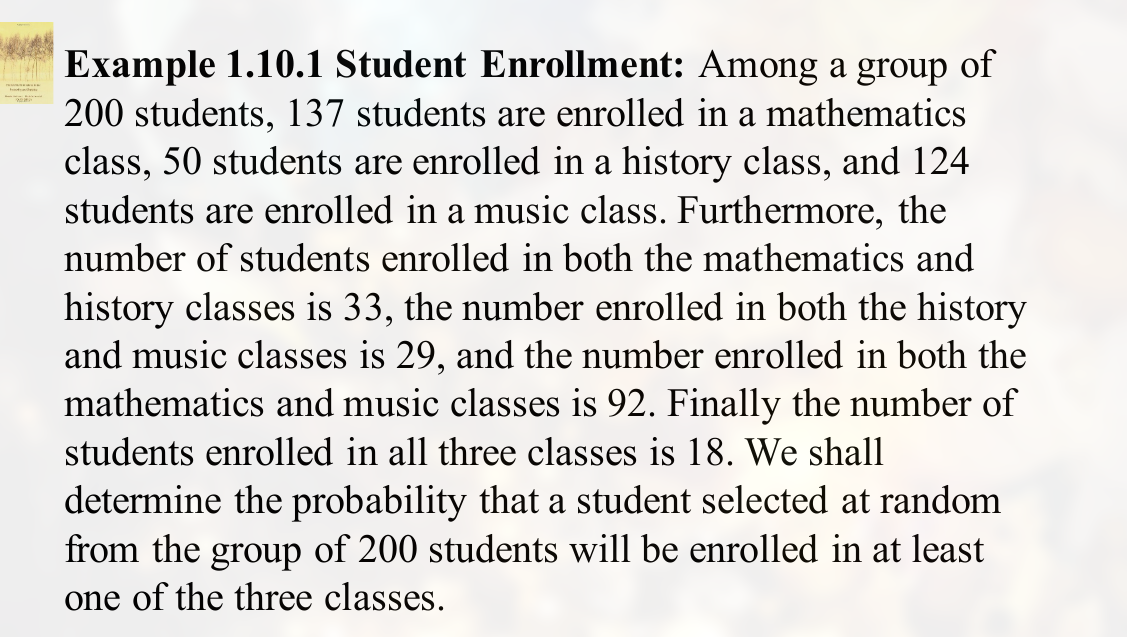 Example 1.10.1 Student Enrollment: Among a group of
200 students, 137 students are enrolled in a mathematics
class, 50 students are enrolled in a history class, and 124
students are enrolled in a music class. Furthermore, the
number of students enrolled in both the mathematics and
history classes is 33, the number enrolled in both the history
and music classes is 29, and the number enrolled in both the
mathematics and music classes is 92. Finally the number of
students enrolled in all three classes is 18. We shall
determine the probability that a student selected at random
from the group of 200 students will be enrolled in at least
one of the three classes.